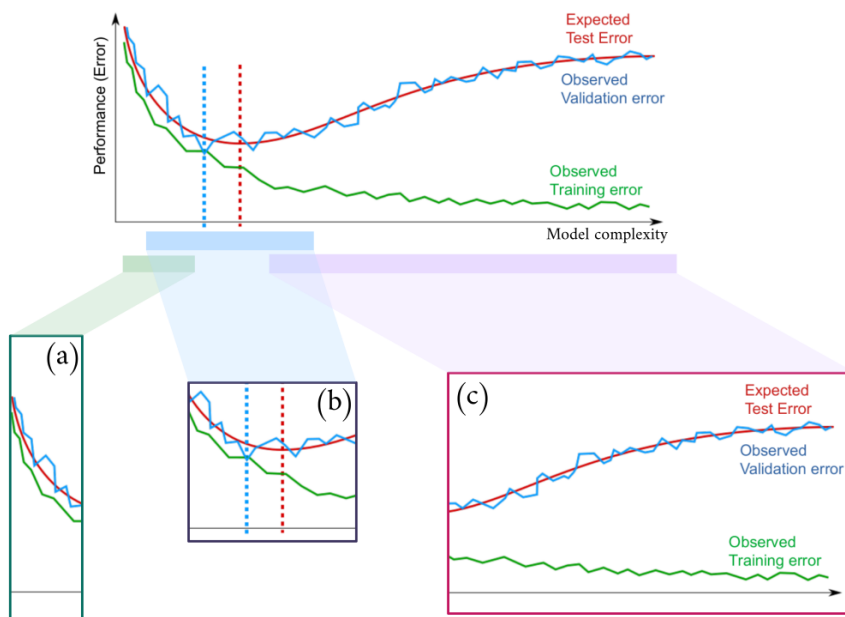 Expected
Test Error
Performance (Error)
Observed
Validation error
Observed
Training error
Model complexity
(a)
(b)
(c)
Expected
Test Error
Observed
Validation error
Observed
Training error